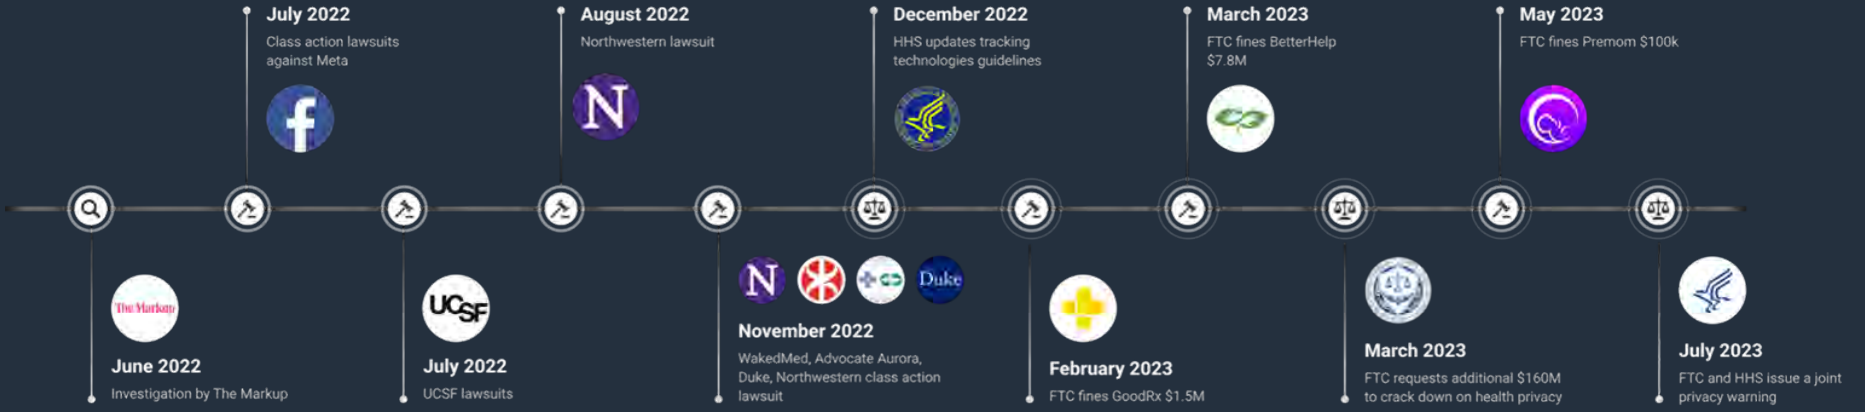 July 2022
Class action lawsuits
against Meta
August 2022
Northwestern lawsuit
December 2022
HHS updates tracking
technologies guidelines
March 2023
FTC fines BetterHelp
$7.8M
May 2023
FTC fines Premom $100k
The Markup
June 2022
Investigation by The Markup
UCSF
July 2022
UCSF lawsuits
N
N
Duke
November 2022
WakedMed, Advocate Aurora,
Duke, Northwestern class action
lawsuit
February 2023
FTC fines GoodRx $1.5M
March 2023
FTC requests additional $160M
to crack down on health privacy
July 2023
FTC and HHS issue a joint
privacy warning